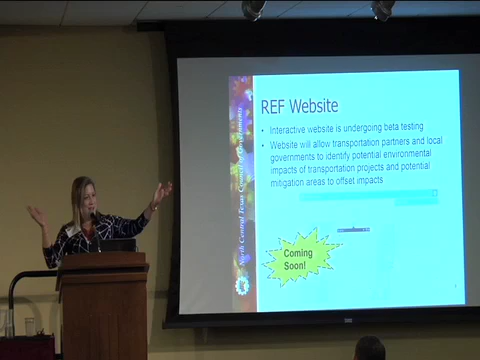 REF Website
• Interactive website is undergoing beta testing
• Website will allow transportation partners and local
governments to identify potential environmental
impacts of transportation projects and potential
mitigation areas to offset impacts
Coming
Soon!
North Central Texas Council of Governments